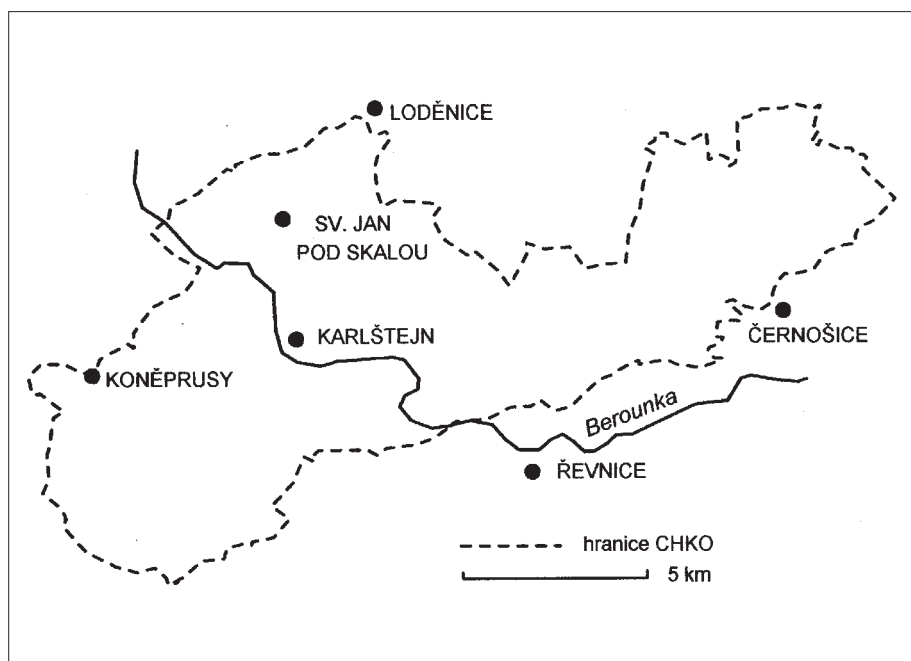 LODĚNICE
SV. JAN
POD SKALOU
KARLŠTEJN
ČERNOŠICE
KONĚPRUSY
Berounka
ŘEVNICE
hranice CHKO
5 km